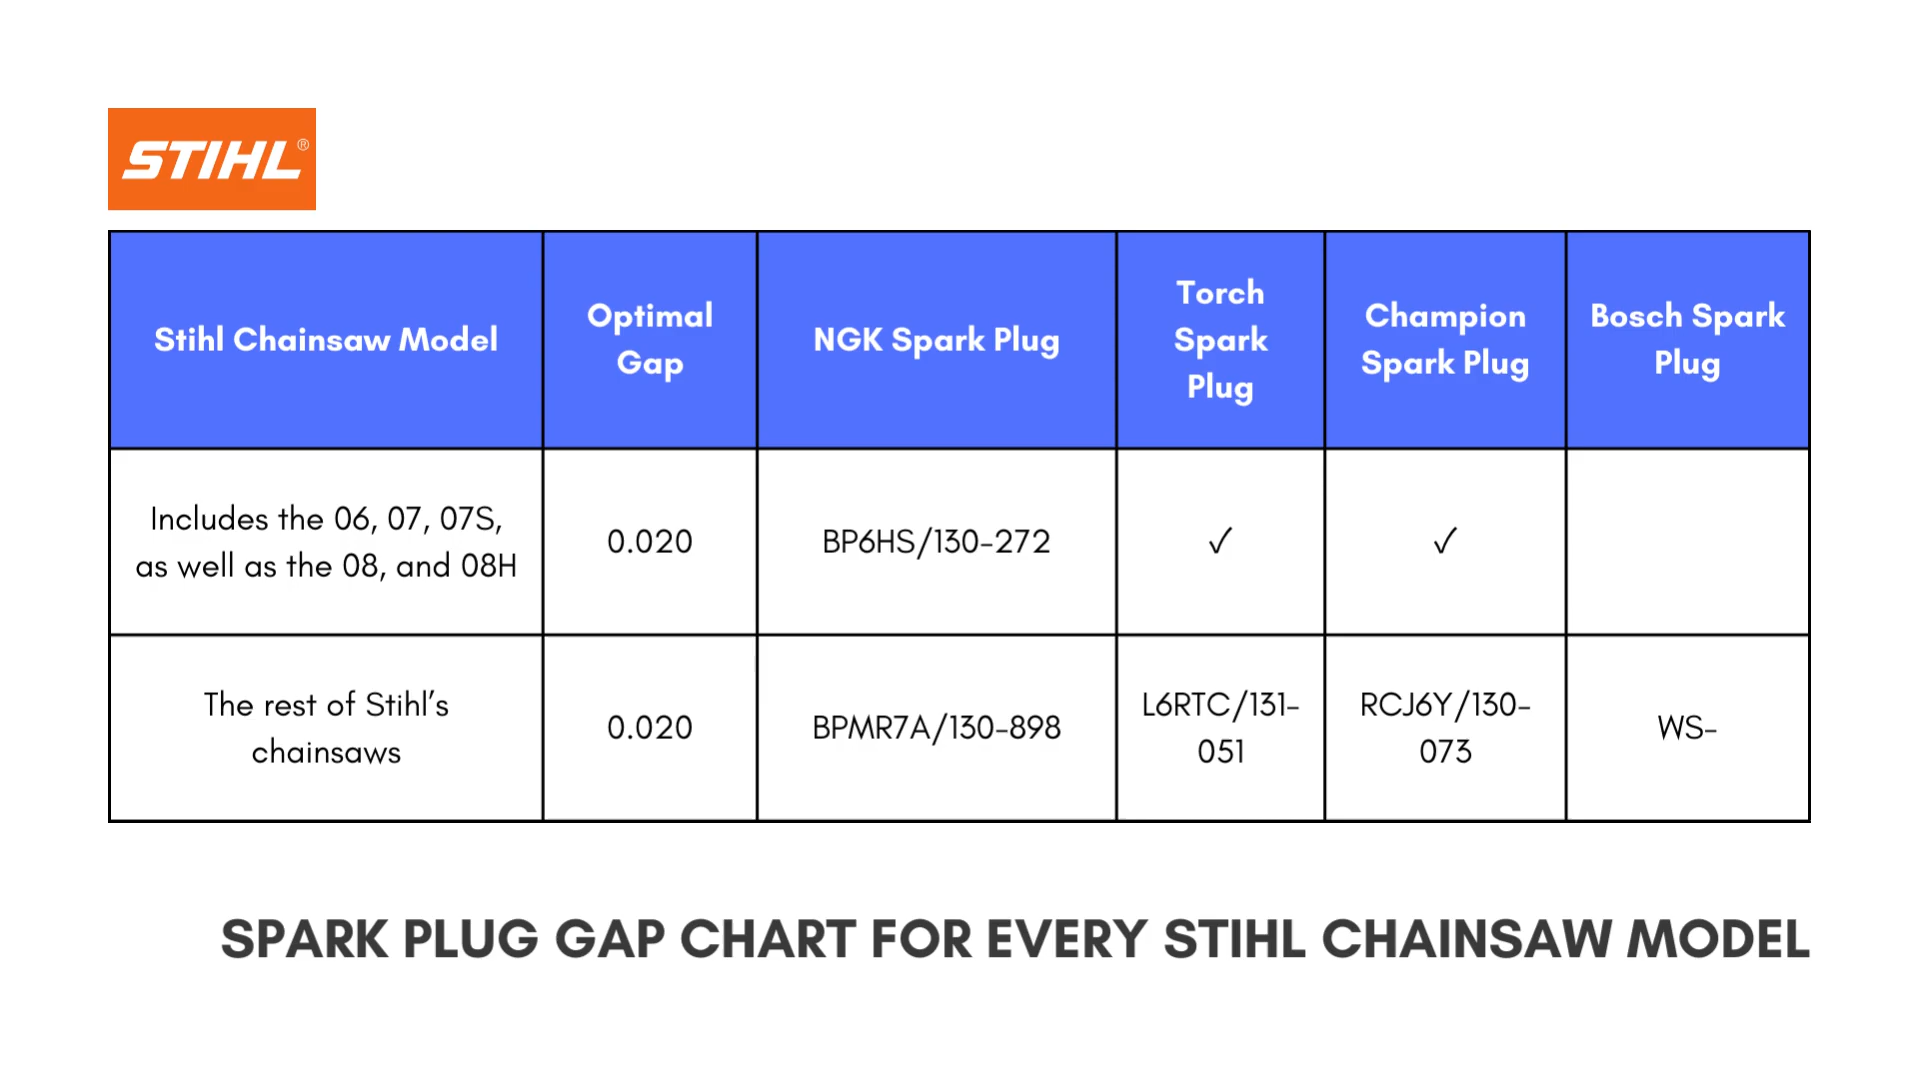 STIHL®
Stihl Chainsaw Model
Optimal
Gap
NGK Spark Plug
Torch
Spark
Plug
Champion
Spark Plug
Bosch Spark
Plug
Includes the 06, 07, 07S,
as well as the 08, and 08H
0.020
BP6HS/130-272
✓
✓
The rest of Stihl’s
chainsaws
0.020
BPMR7A/130-898
L6RTC/131-
051
RCJ6Y/130-
073
WS-
SPARK PLUG GAP CHART FOR EVERY STIHL CHAINSAW MODEL